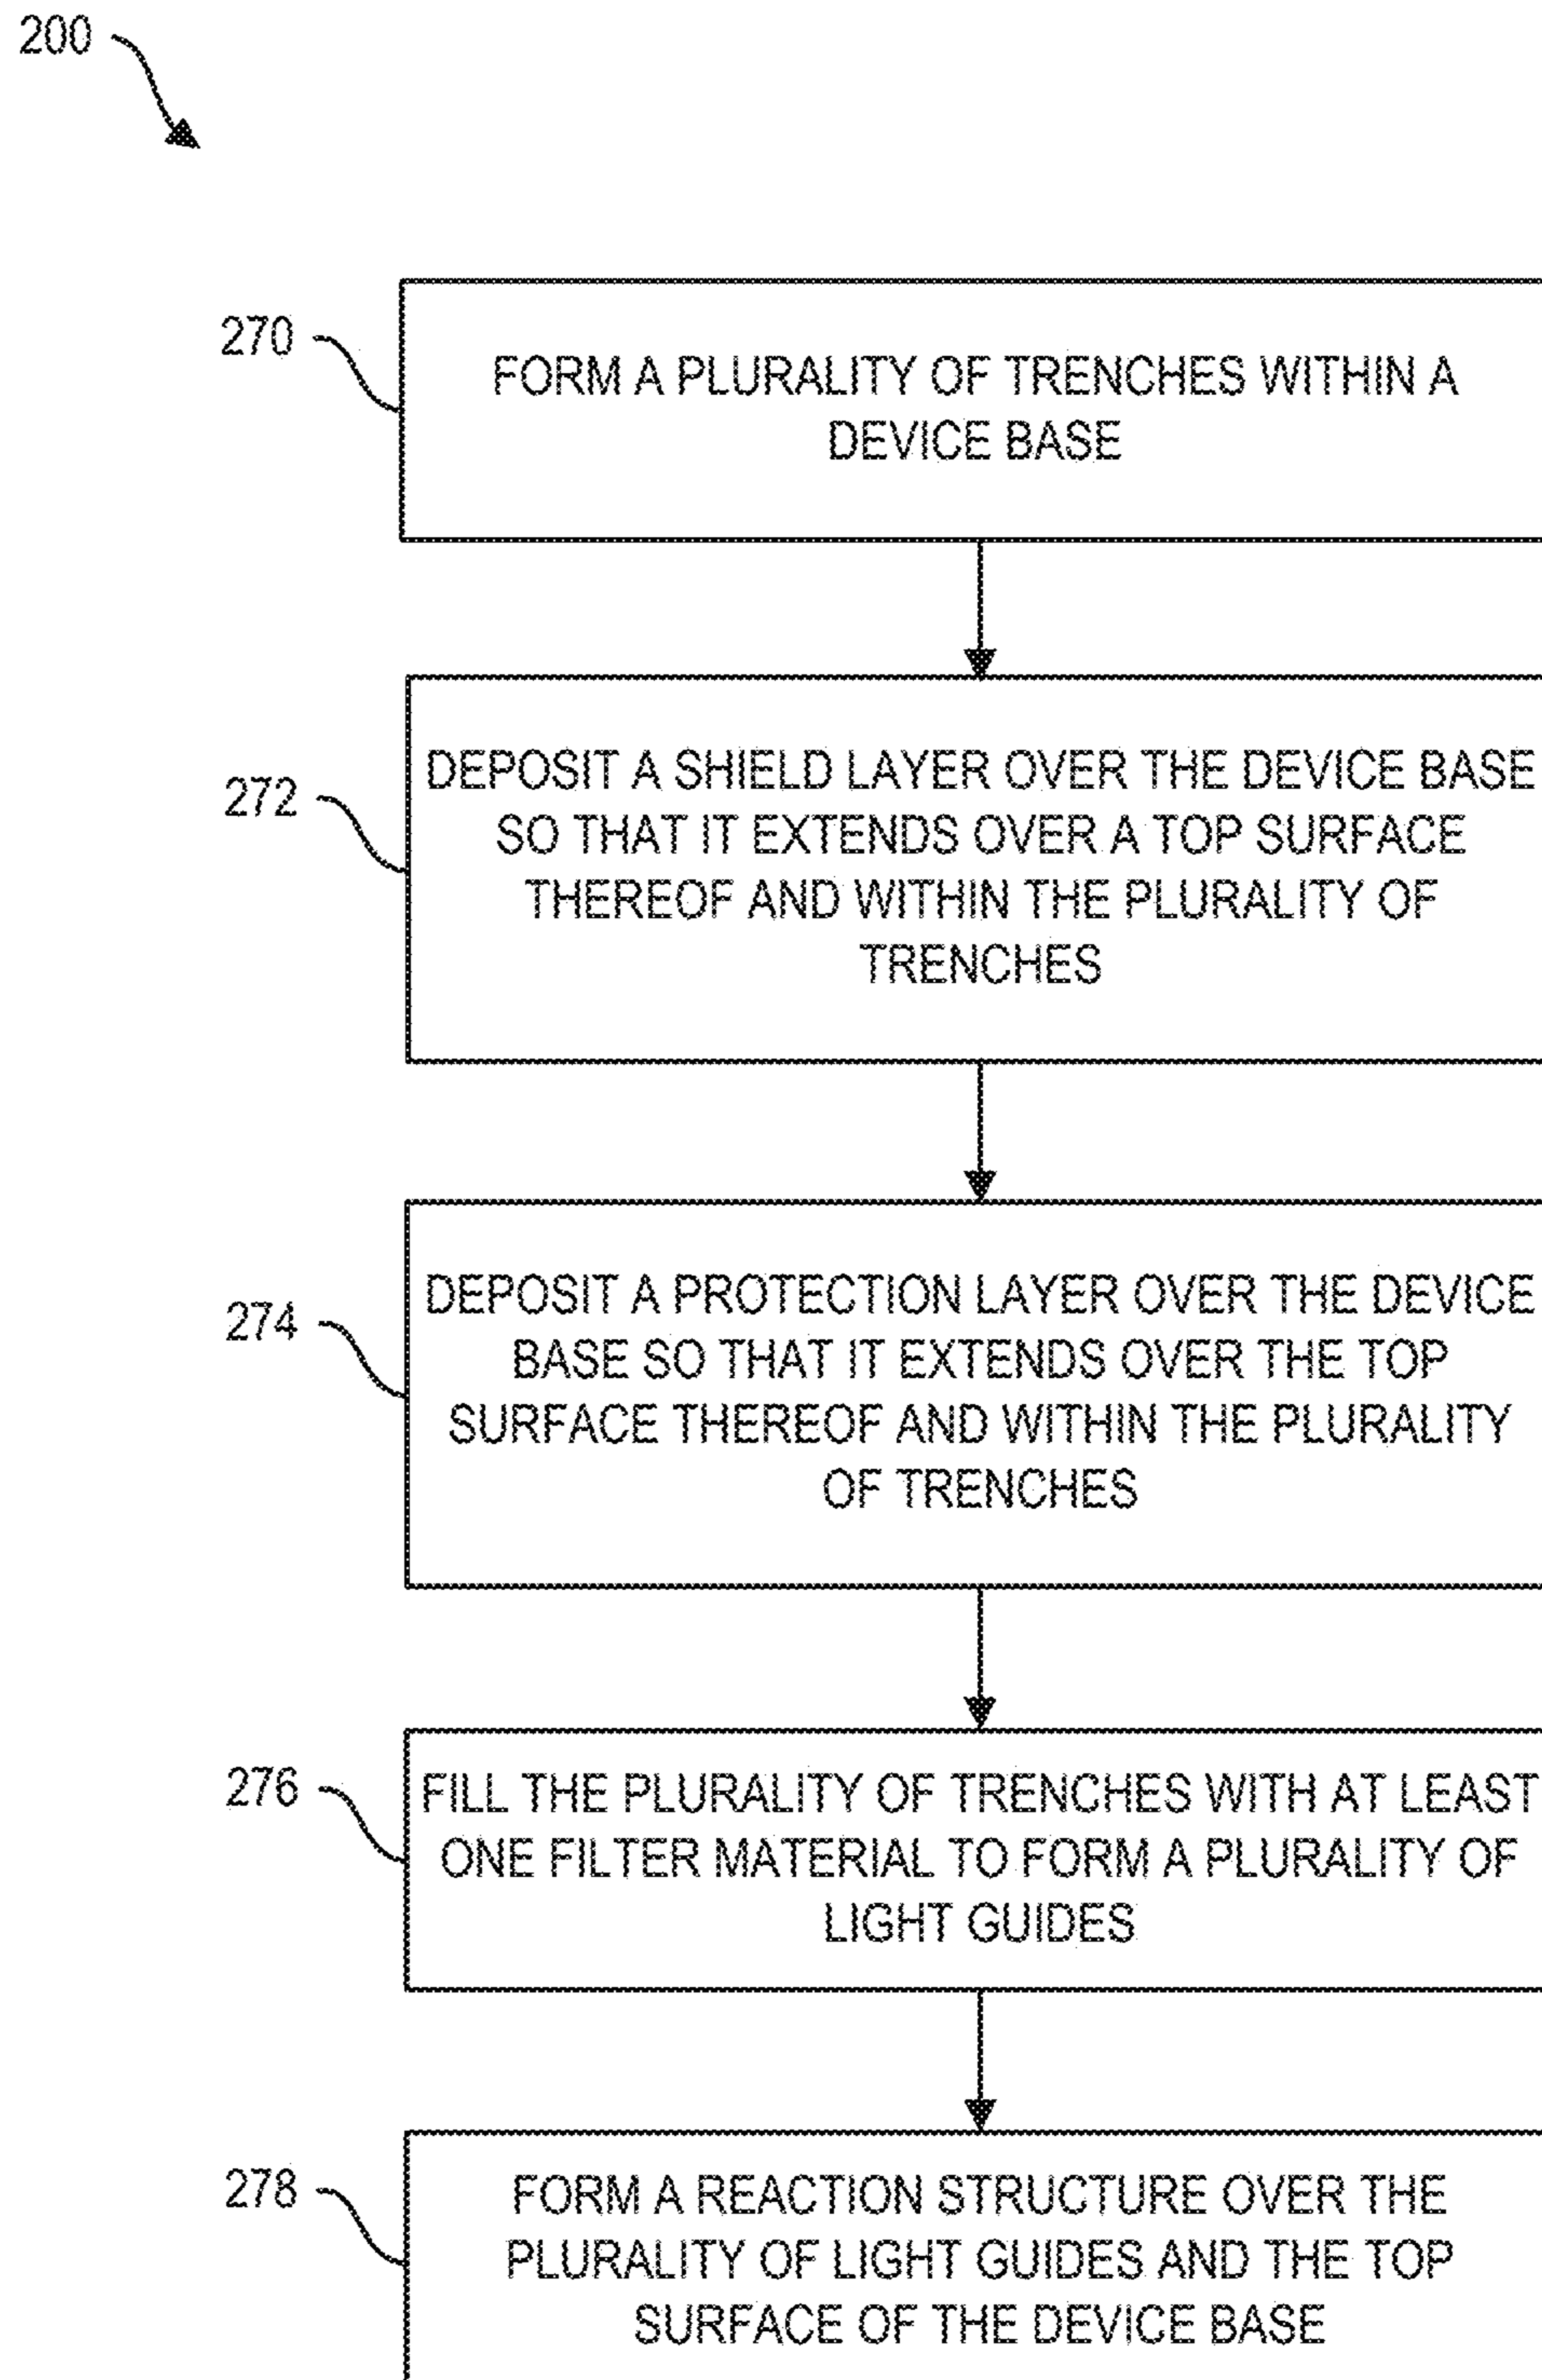 200
270
FORM A PLURALITY OF TRENCHES WITHIN A
DEVICE BASE
272
DEPOSIT A SHIELD LAYER OVER THE DEVICE BASE
SO THAT IT EXTENDS OVER A TOP SURFACE
THEREOF AND WITHIN THE PLURALITY OF
TRENCHES
274
DEPOSIT A PROTECTION LAYER OVER THE DEVICE
BASE SO THAT IT EXTENDS OVER THE TOP
SURFACE THEREOF AND WITHIN THE PLURALITY
OF TRENCHES
276
FILL THE PLURALITY OF TRENCHES WITH AT LEAST
ONE FILTER MATERIAL TO FORM A PLURALITY OF
LIGHT GUIDES
278
FORM A REACTION STRUCTURE OVER THE
PLURALITY OF LIGHT GUIDES AND THE TOP
SURFACE OF THE DEVICE BASE